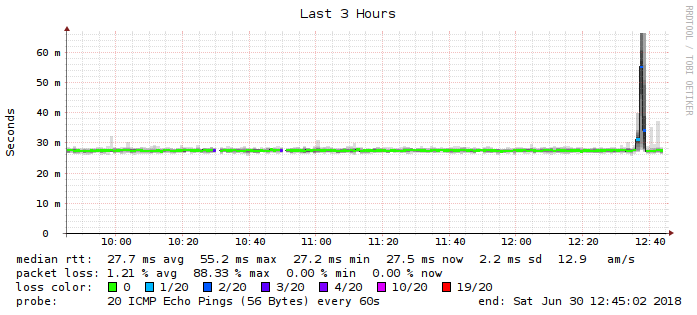 Last 3 Hours
RRDTOOL / TOBI OETIKER
Seconds
60 m
50 m
40 m
30 m
20 m
10 m
0
10:00 10:20 10:40 11:00 11:20 11:40 12:00 12:20 12:40
median rtt: 27.7 ms avg 55.2 ms max 27.2 ms min 27.5 ms now 2.2 ms sd 12.9 am/s
packet loss: 1.21 % avg 88.33 % max 0.00 % min 0.00 % now
loss color: 0 1/20 2/20 3/20 4/20 10/20 19/20
probe: 20 ICMP Echo Pings (56 Bytes) every 60s end: Sat Jun 30 12:45:02 2018